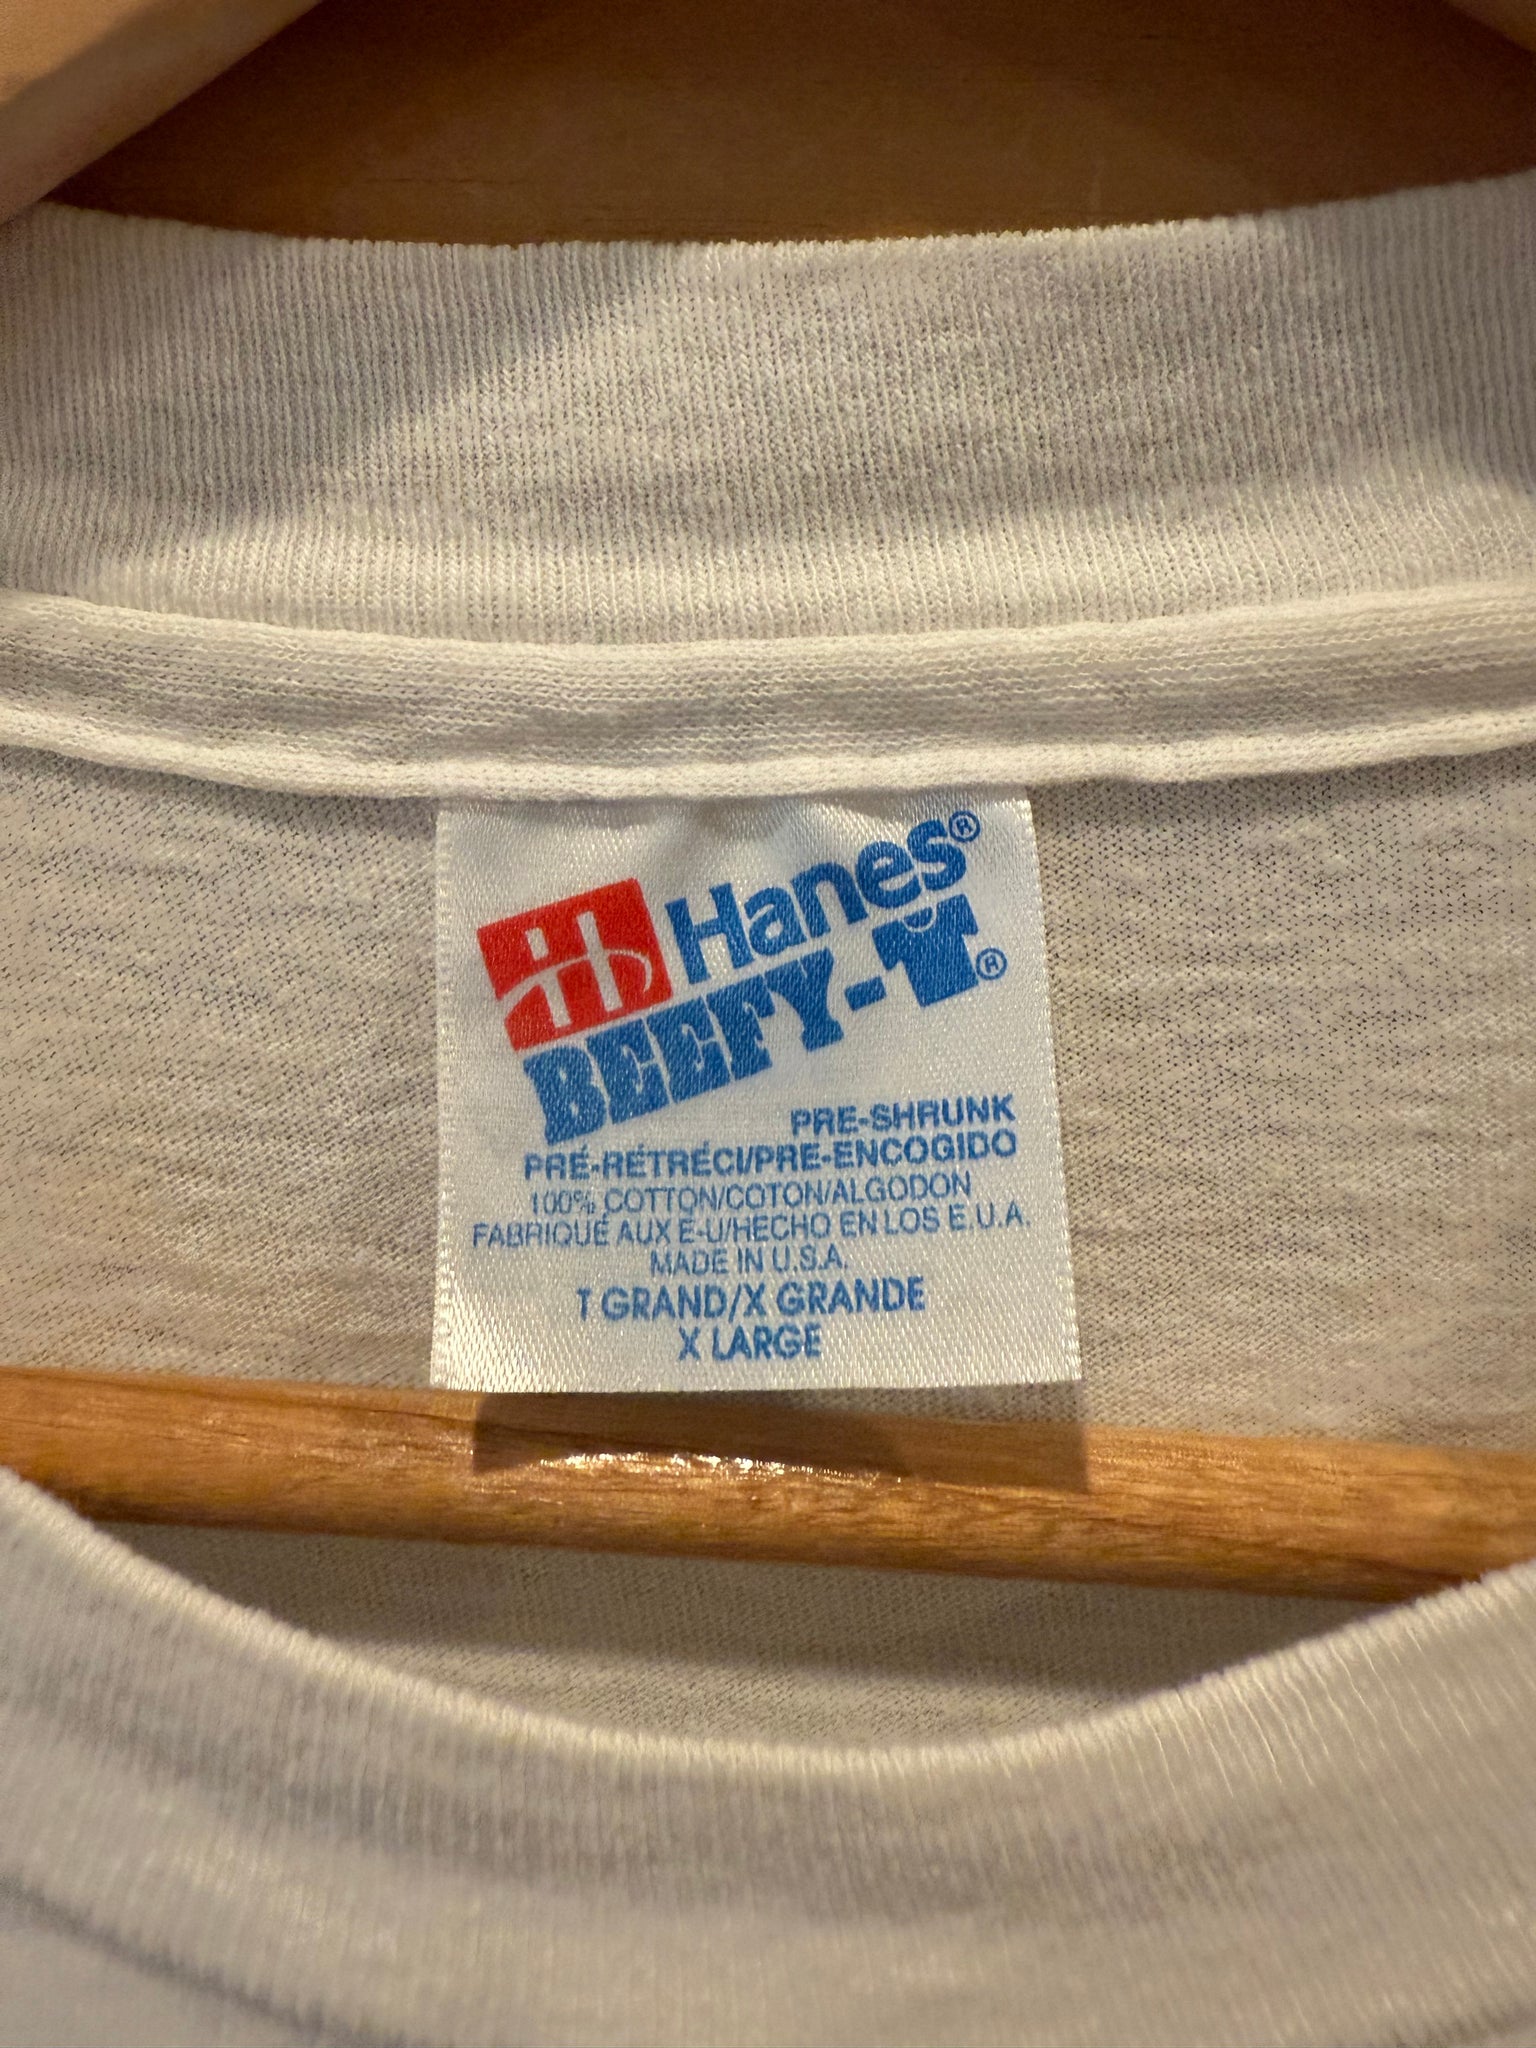 Hanes®
BEEFY-T®
PRE-SHRUNK
PRÉ-RÉTRÉCI/PRE-ENCOGIDO
100% COTTON/COTON/ALGODON
FABRIQUÉ AUX E-U/HECHO EN LOS E.U.A.
MADE IN U.S.A.
T GRAND/X GRANDE
X LARGE